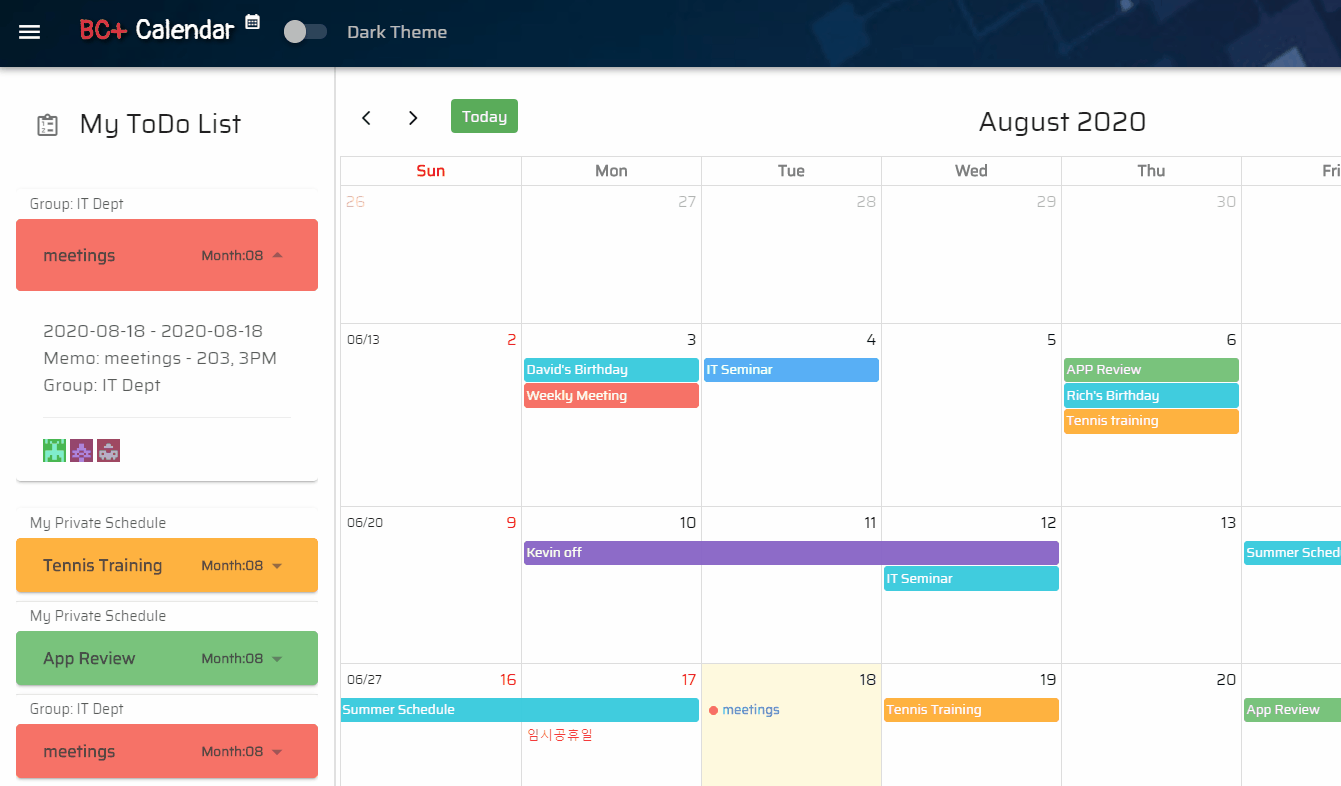 BC+ Calendar
Dark Theme
My ToDo List
Group: IT Dept
meetings Month:08
2020-08-18 - 2020-08-18
Memo: meetings - 203, 3PM
Group: IT Dept
My Private Schedule
Tennis Training Month:08
My Private Schedule
App Review Month:08
Group: IT Dept
meetings Month:08
Today
August 2020
Sun Mon Tue Wed Thu Fri
26 27 28 29 30
06/13 2 3 4 5 6
David's Birthday IT Seminar APP Review
Weekly Meeting Rich's Birthday
Tennis training
06/20 9 10 11 12 13
Kevin off Summer Sched
IT Seminar
06/27 16 17 18 19 20
Summer Schedule meetings Tennis Training App Review
임시공휴일